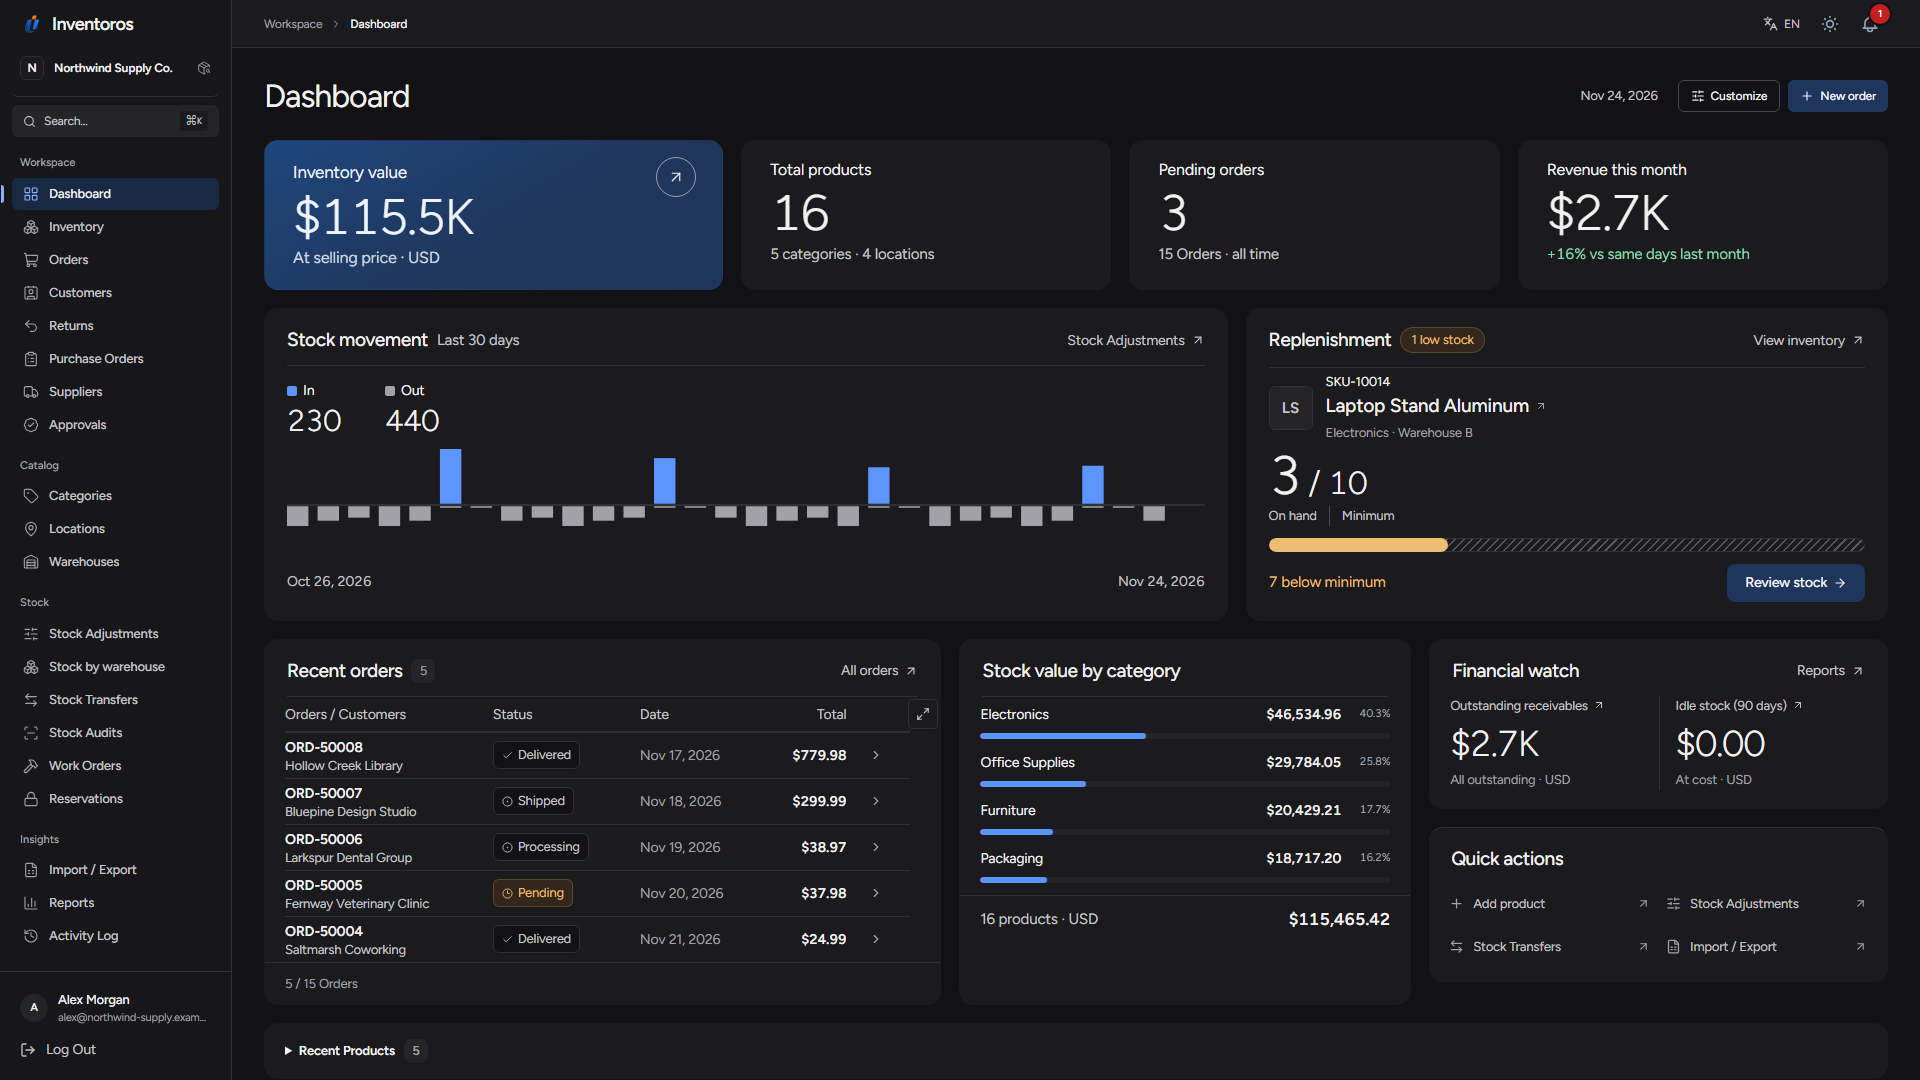 Inventoros
N Northwind Supply Co.
Search... ⌘K
Workspace
Dashboard
Inventory
Orders
Customers
Returns
Purchase Orders
Suppliers
Approvals
Catalog
Categories
Locations
Warehouses
Stock
Stock Adjustments
Stock by warehouse
Stock Transfers
Stock Audits
Work Orders
Reservations
Insights
Import / Export
Reports
Activity Log
A Alex Morgan
alex@northwind-supply.exam...
Log Out
Workspace > Dashboard
EN
1
Dashboard
Nov 24, 2026
Customize
New order
Inventory value
$115.5K
At selling price · USD
Total products
16
5 categories · 4 locations
Pending orders
3
15 Orders · all time
Revenue this month
$2.7K
+16% vs same days last month
Stock movement Last 30 days
Stock Adjustments
In Out
230 440
Oct 26, 2026 Nov 24, 2026
Replenishment 1 low stock
View inventory
LS
SKU-10014
Laptop Stand Aluminum
Electronics · Warehouse B
3 / 10
On hand Minimum
7 below minimum
Review stock
Recent orders 5
All orders
Orders / Customers Status Date Total
ORD-50008
Hollow Creek Library
Delivered Nov 17, 2026 $779.98
ORD-50007
Bluepine Design Studio
Shipped Nov 18, 2026 $299.99
ORD-50006
Larkspur Dental Group
Processing Nov 19, 2026 $38.97
ORD-50005
Fernway Veterinary Clinic
Pending Nov 20, 2026 $37.98
ORD-50004
Saltmarsh Coworking
Delivered Nov 21, 2026 $24.99
5 / 15 Orders
Stock value by category
Electronics $46,534.96 40.3%
Office Supplies $29,784.05 25.8%
Furniture $20,429.21 17.7%
Packaging $18,717.20 16.2%
16 products · USD $115,465.42
Financial watch
Reports
Outstanding receivables
$2.7K
All outstanding · USD
Idle stock (90 days)
$0.00
At cost · USD
Quick actions
Add product
Stock Adjustments
Stock Transfers
Import / Export
Recent Products 5